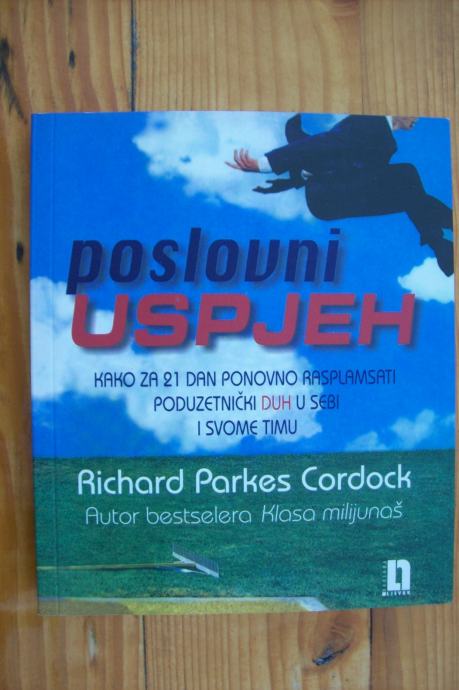 poslovni
USPJEH
KAKO ZA 21 DAN PONOVNO RASPLAMSATI
PODUZETNIČKI DUH U SEBI
I SVOME TIMU
Richard Parkes Cordock
Autor bestselera Klasa milijunaš